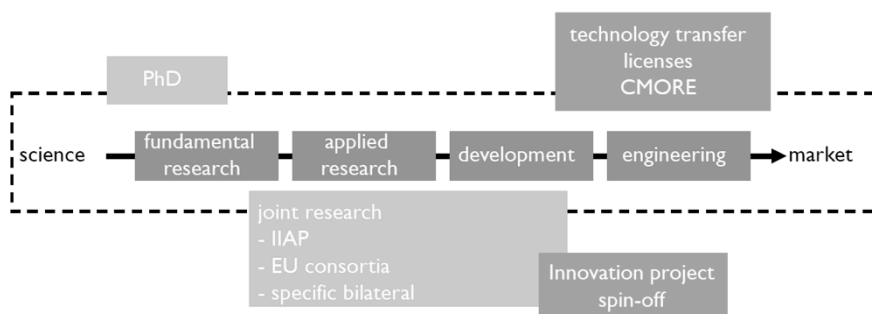 technology transfer
licenses
CMORE
PhD
science
fundamental
research
applied
research
development
engineering
market
joint research
- IIAP
- EU consortia
- specific bilateral
Innovation project
spin-off